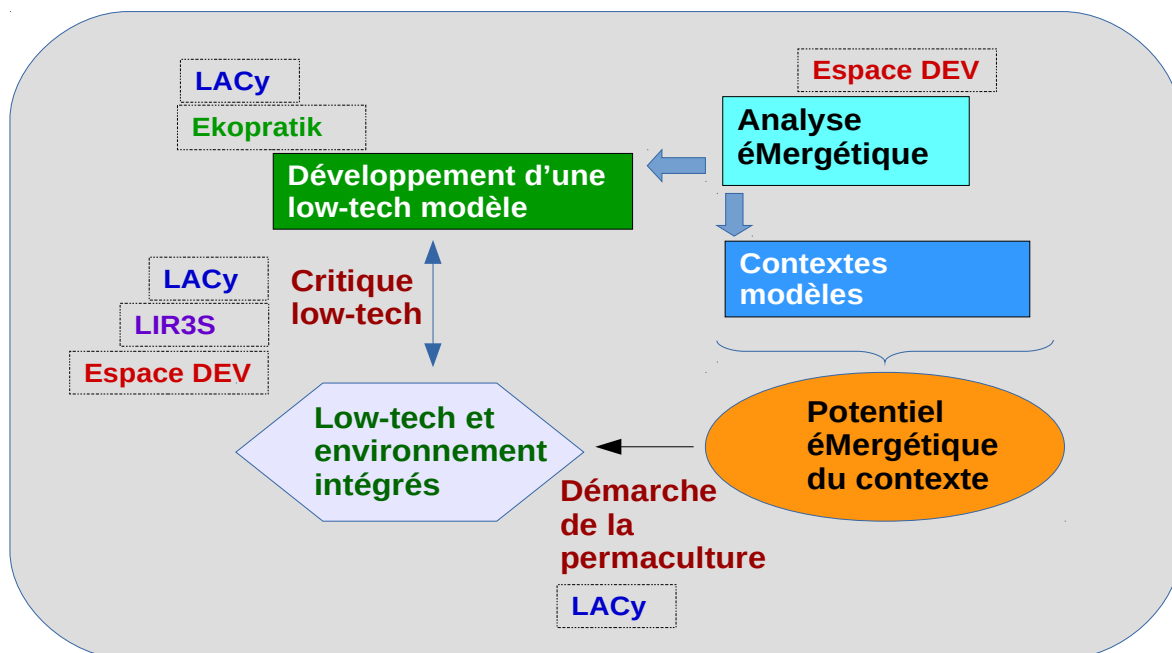 LACy
Ekopratik
Développement d'une
low-tech modèle
Espace DEV
Analyse
éMergétique
Contextes
modèles
LACy
LIR3S
Espace DEV
Critique
low-tech
Low-tech et
environnement
intégrés
Potentiel
éMergétique
du contexte
Démarche
de la
permaculture
LACy